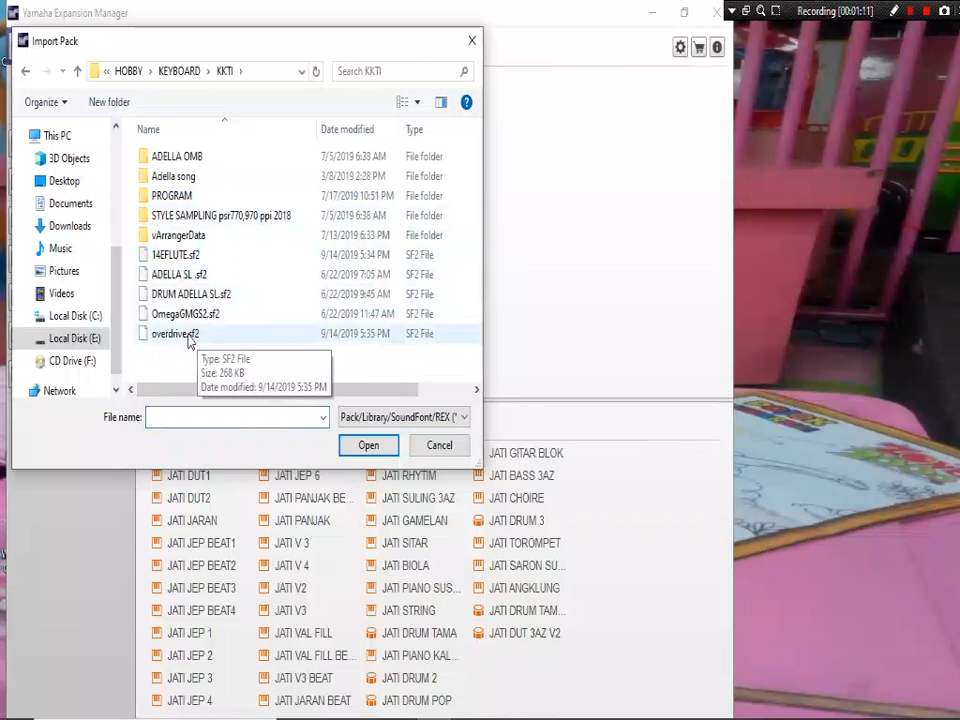 Yamaha Expansion Manager
Recording [00:01:11]
Import Pack
« HOBBY › KEYBOARD › KKTI ›
Search KKTI
Organize
New folder
Name
Date modified
Type
This PC
3D Objects
Desktop
Documents
Downloads
Music
Pictures
Videos
Local Disk (C:)
Local Disk (E:)
CD Drive (F:)
Network
ADELLA OMB 7/5/2019 6:38 AM File folder
Adella song 3/8/2019 2:28 PM File folder
PROGRAM 7/17/2019 10:51 PM File folder
STYLE SAMPLING psr770,970 ppi 2018 7/5/2019 6:38 AM File folder
vArrangerData 7/13/2019 6:33 PM File folder
14EFLUTE.sf2 9/14/2019 5:34 PM SF2 File
ADELLA SL .sf2 6/22/2019 7:05 AM SF2 File
DRUM ADELLA SL.sf2 6/22/2019 9:45 AM SF2 File
OmegaGMGS2.sf2 6/22/2019 11:47 AM SF2 File
overdrive.sf2 9/14/2019 5:35 PM SF2 File
Type: SF2 File
Size: 268 KB
Date modified: 9/14/2019 5:35 PM
File name:
Pack/Library/SoundFont/REX (*
Open
Cancel
JATI GITAR BLOK
JATI DUT1 JATI JEP 6 JATI RHYTIM JATI BASS 3AZ
JATI DUT2 JATI PANJAK BE... JATI SULING 3AZ JATI CHOIRE
JATI JARAN JATI PANJAK JATI GAMELAN JATI DRUM 3
JATI JEP BEAT1 JATI V 3 JATI SITAR JATI TOROMPET
JATI JEP BEAT2 JATI V 4 JATI BIOLA JATI SARON SU...
JATI JEP BEAT3 JATI V2 JATI PIANO SUS... JATI ANGKLUNG
JATI JEP BEAT4 JATI V3 JATI STRING JATI DRUM TAM...
JATI JEP 1 JATI VAL FILL JATI DRUM TAMA JATI DUT 3AZ V2
JATI JEP 2 JATI VAL FILL BE... JATI PIANO KAL...
JATI JEP 3 JATI V3 BEAT JATI DRUM 2
JATI JEP 4 JATI JARAN BEAT JATI DRUM POP